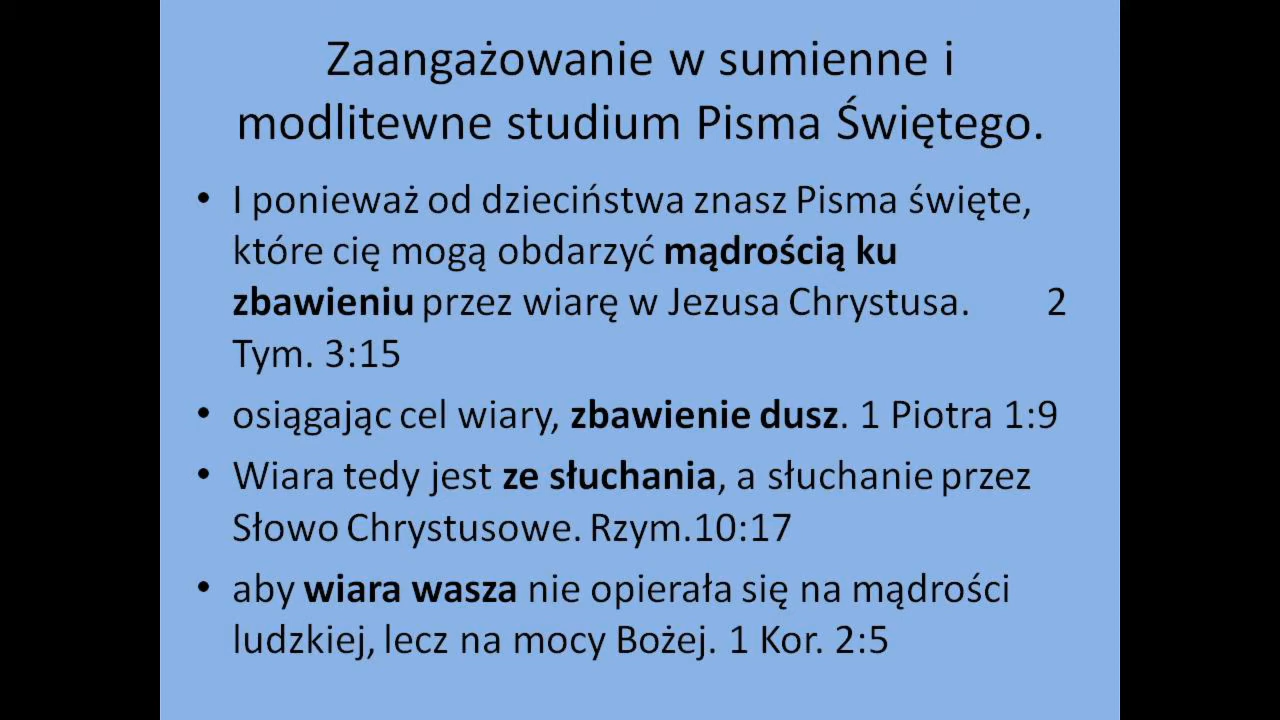 Zaangażowanie w sumienne i
modlitewne studium Pisma Świętego.
• I ponieważ od dzieciństwa znasz Pisma święte,
które cię mogą obdarzyć mądrością ku
zbawieniu przez wiarę w Jezusa Chrystusa. 2
Tym. 3:15
• osiągając cel wiary, zbawienie dusz. 1 Piotra 1:9
• Wiara tedy jest ze słuchania, a słuchanie przez
Słowo Chrystusowe. Rzym.10:17
• aby wiara wasza nie opierała się na mądrości
ludzkiej, lecz na mocy Bożej. 1 Kor. 2:5